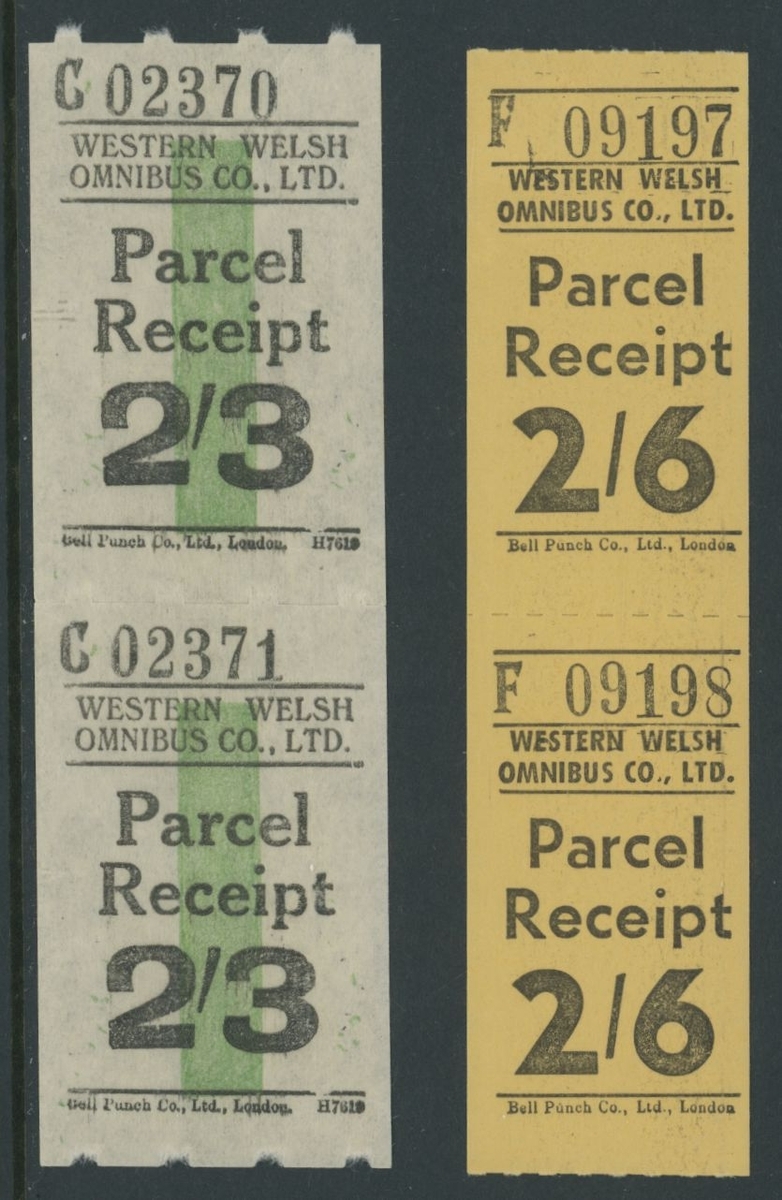 C 02370
WESTERN WELSH
OMNIBUS CO., LTD.
Parcel
Receipt
2/3
Bell Punch Co., Ltd., London. H7619
C 02371
WESTERN WELSH
OMNIBUS CO., LTD.
Parcel
Receipt
2/3
Bell Punch Co., Ltd., London. H7619
F 09197
WESTERN WELSH
OMNIBUS CO., LTD.
Parcel
Receipt
2/6
Bell Punch Co., Ltd., London
F 09198
WESTERN WELSH
OMNIBUS CO., LTD.
Parcel
Receipt
2/6
Bell Punch Co., Ltd., London